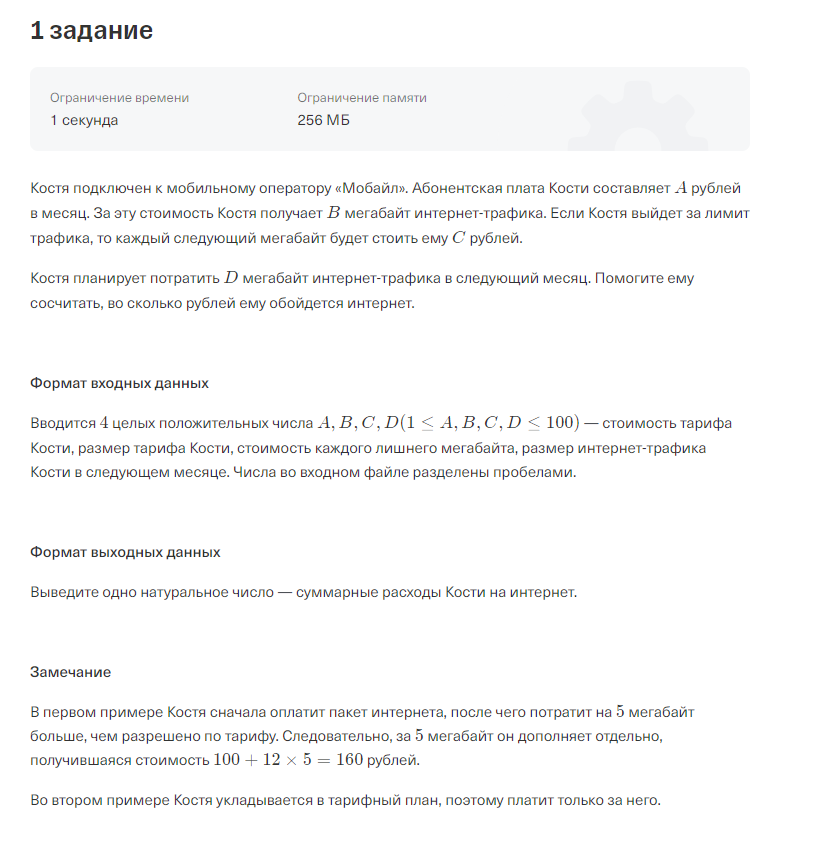 1 задание
Ограничение времени
Ограничение памяти
1 секунда
256 МБ
Костя подключен к мобильному оператору «Мобайл». Абонентская плата Кости составляет A рублей
в месяц. За эту стоимость Костя получает B мегабайт интернет-трафика. Если Костя выйдет за лимит
трафика, то каждый следующий мегабайт будет стоить ему C рублей.
Костя планирует потратить D мегабайт интернет-трафика в следующий месяц. Помогите ему
сосчитать, во сколько рублей ему обойдется интернет.
Формат входных данных
Вводится 4 целых положительных числа A, B, C, D(1 ≤ A, B, C, D ≤ 100) — стоимость тарифа
Кости, размер тарифа Кости, стоимость каждого лишнего мегабайта, размер интернет-трафика
Кости в следующем месяце. Числа во входном файле разделены пробелами.
Формат выходных данных
Выведите одно натуральное число — суммарные расходы Кости на интернет.
Замечание
В первом примере Костя сначала оплатит пакет интернета, после чего потратит на 5 мегабайт
больше, чем разрешено по тарифу. Следовательно, за 5 мегабайт он дополняет отдельно,
получившаяся стоимость 100 + 12 × 5 = 160 рублей.
Во втором примере Костя укладывается в тарифный план, поэтому платит только за него.